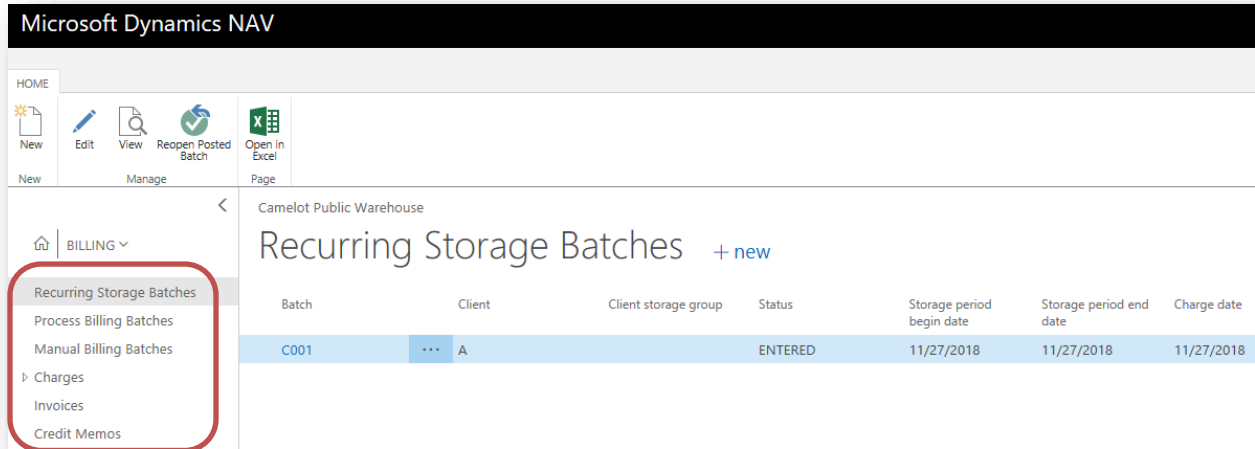 Microsoft Dynamics NAV
HOME
New
Edit
View
Reopen Posted
Batch
Open in
Excel
New
Manage
Page
Camelot Public Warehouse
BILLING
Recurring Storage Batches + new
Recurring Storage Batches
Process Billing Batches
Manual Billing Batches
Charges
Invoices
Credit Memos
Batch Client Client storage group Status Storage period begin date Storage period end date Charge date
C001 ... A ENTERED 11/27/2018 11/27/2018 11/27/2018